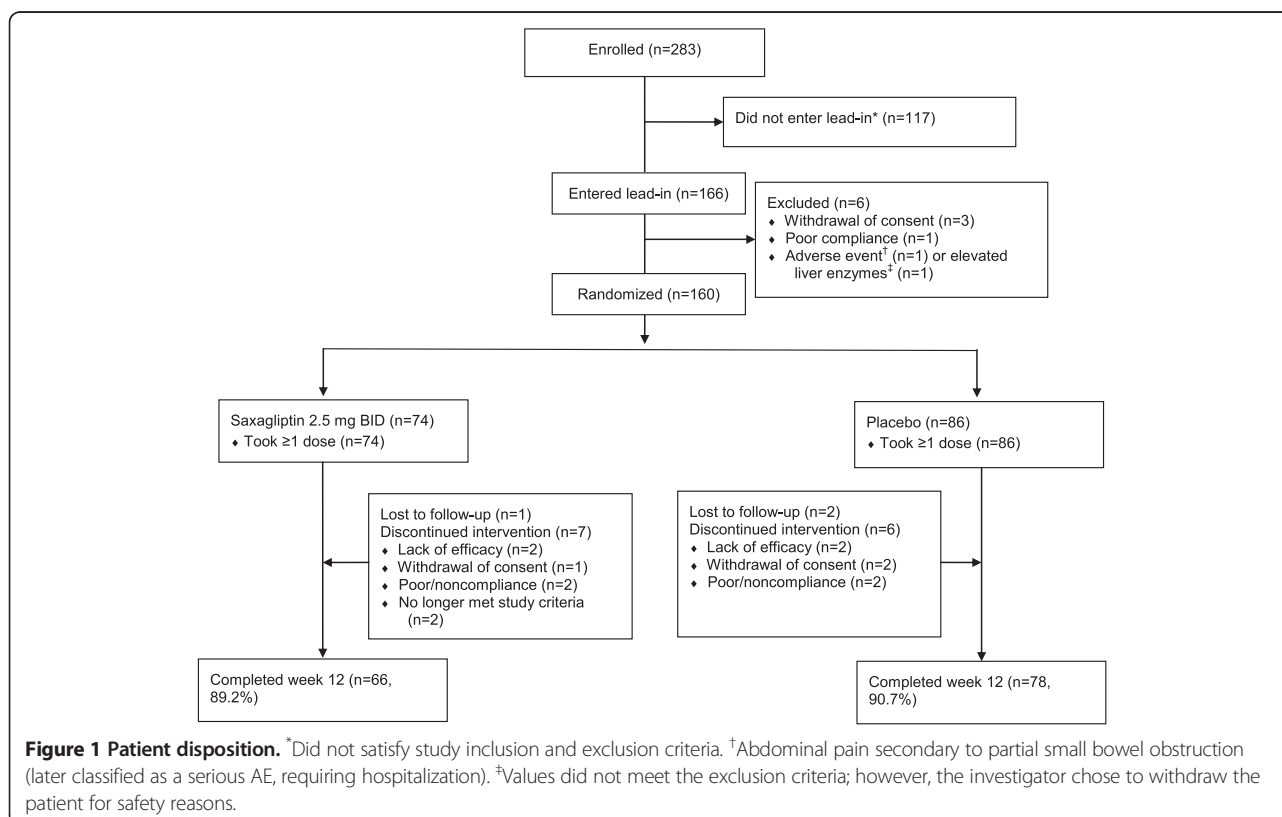 Enrolled (n=283)
Did not enter lead-in* (n=117)
Entered lead-in (n=166)
Excluded (n=6)
♦ Withdrawal of consent (n=3)
♦ Poor compliance (n=1)
♦ Adverse event† (n=1) or elevated
liver enzymes‡ (n=1)
Randomized (n=160)
Saxagliptin 2.5 mg BID (n=74)
♦ Took ≥1 dose (n=74)
Placebo (n=86)
♦ Took ≥1 dose (n=86)
Lost to follow-up (n=1)
Discontinued intervention (n=7)
♦ Lack of efficacy (n=2)
♦ Withdrawal of consent (n=1)
♦ Poor/noncompliance (n=2)
♦ No longer met study criteria
(n=2)
Lost to follow-up (n=2)
Discontinued intervention (n=6)
♦ Lack of efficacy (n=2)
♦ Withdrawal of consent (n=2)
♦ Poor/noncompliance (n=2)
Completed week 12 (n=66,
89.2%)
Completed week 12 (n=78,
90.7%)
Figure 1 Patient disposition. *Did not satisfy study inclusion and exclusion criteria. †Abdominal pain secondary to partial small bowel obstruction
(later classified as a serious AE, requiring hospitalization). ‡Values did not meet the exclusion criteria; however, the investigator chose to withdraw the
patient for safety reasons.